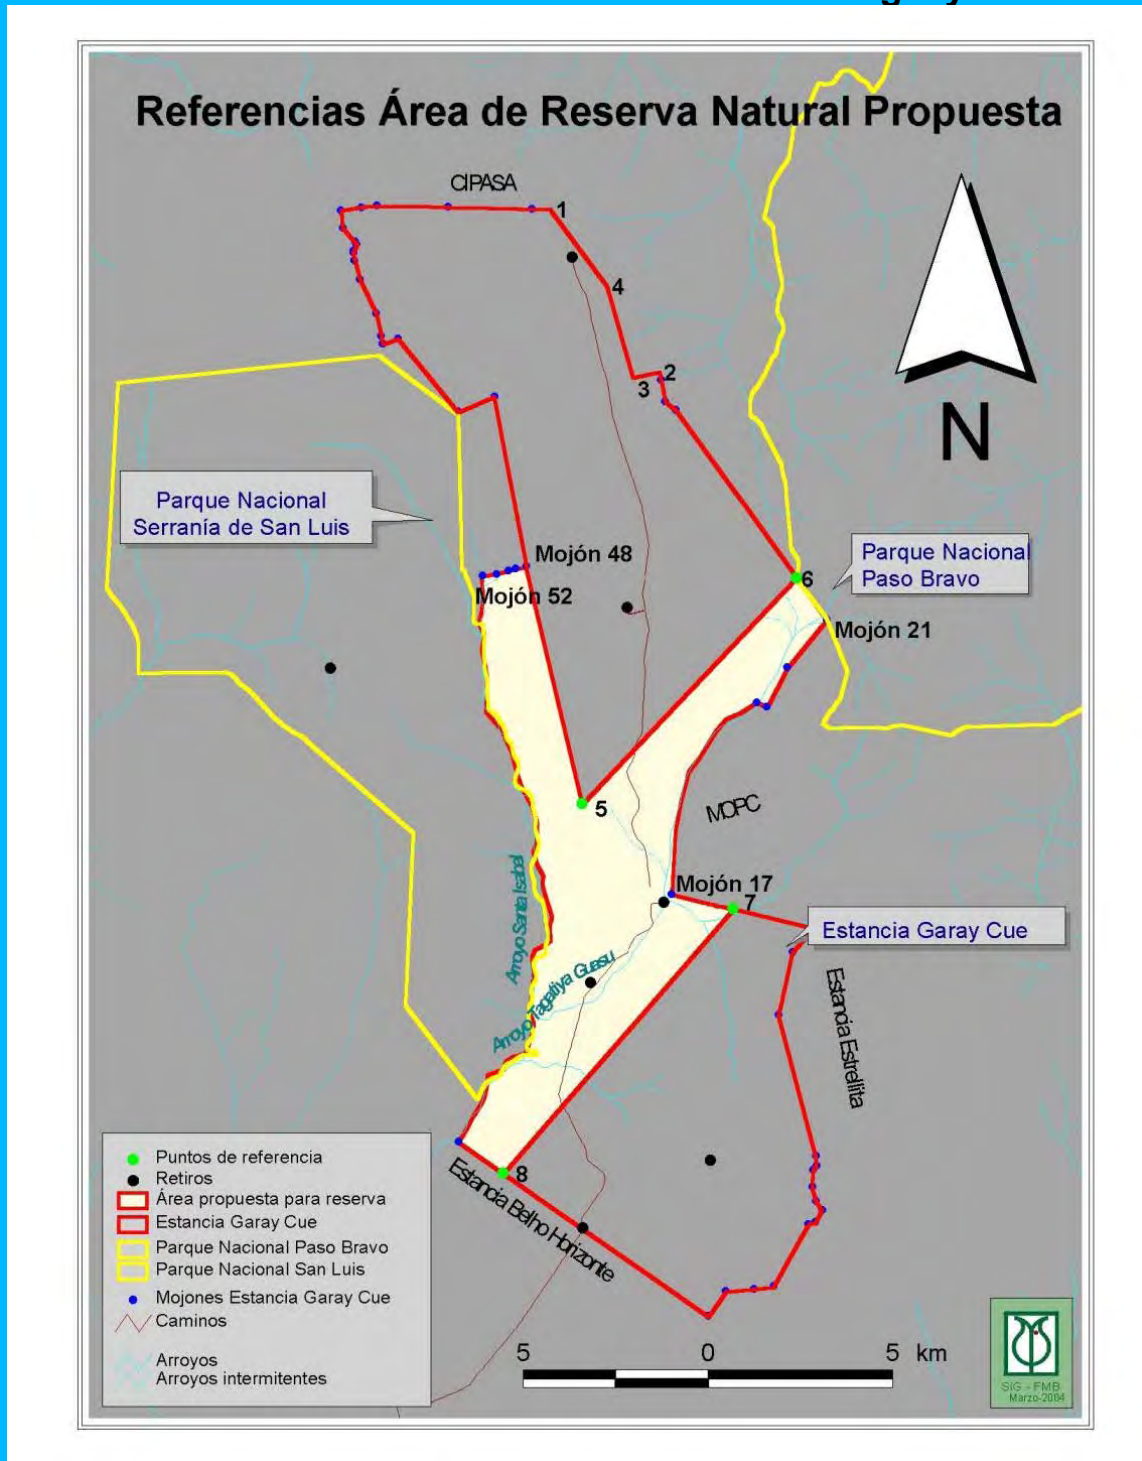 Referencias Área de Reserva Natural Propuesta
CIPASA
1
4
2
3
N
Parque Nacional
Serranía de San Luis
Mojón 48
Parque Nacional
Paso Bravo
6
Mojón 52
Mojón 21
5
MOPC
Mojón 17
7
Arroyo Santa Isabel
Estancia Garay Cue
Arroyo Tagatiya Guasu
Estancia Estrellita
8
Estancia Belho Horizonte
Puntos de referencia
Retiros
Área propuesta para reserva
Estancia Garay Cue
Parque Nacional Paso Bravo
Parque Nacional San Luis
Mojones Estancia Garay Cue
Caminos
Arroyos
Arroyos intermitentes
5 0 5 km
SIG - FMB
Marzo-2004